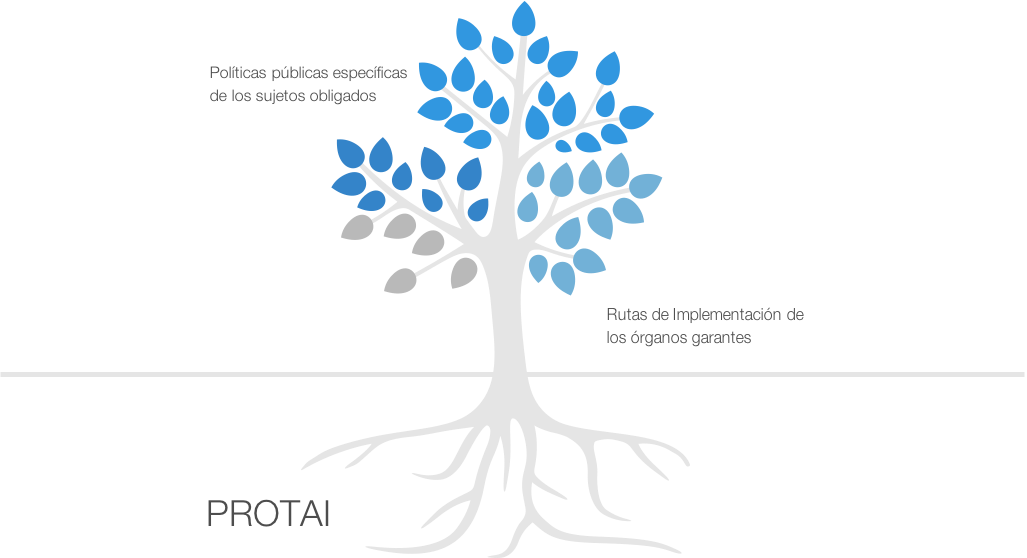 Políticas públicas específicas
de los sujetos obligados
Rutas de Implementación de
los órganos garantes
PROTAI